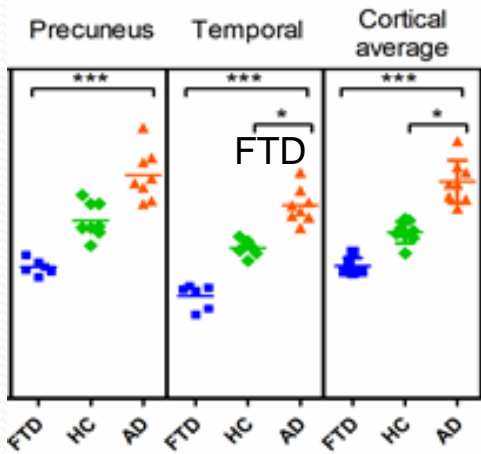 Precuneus Temporal Cortical average
*** *** ***
* *
FTD
FTD HC AD FTD HC AD FTD HC AD